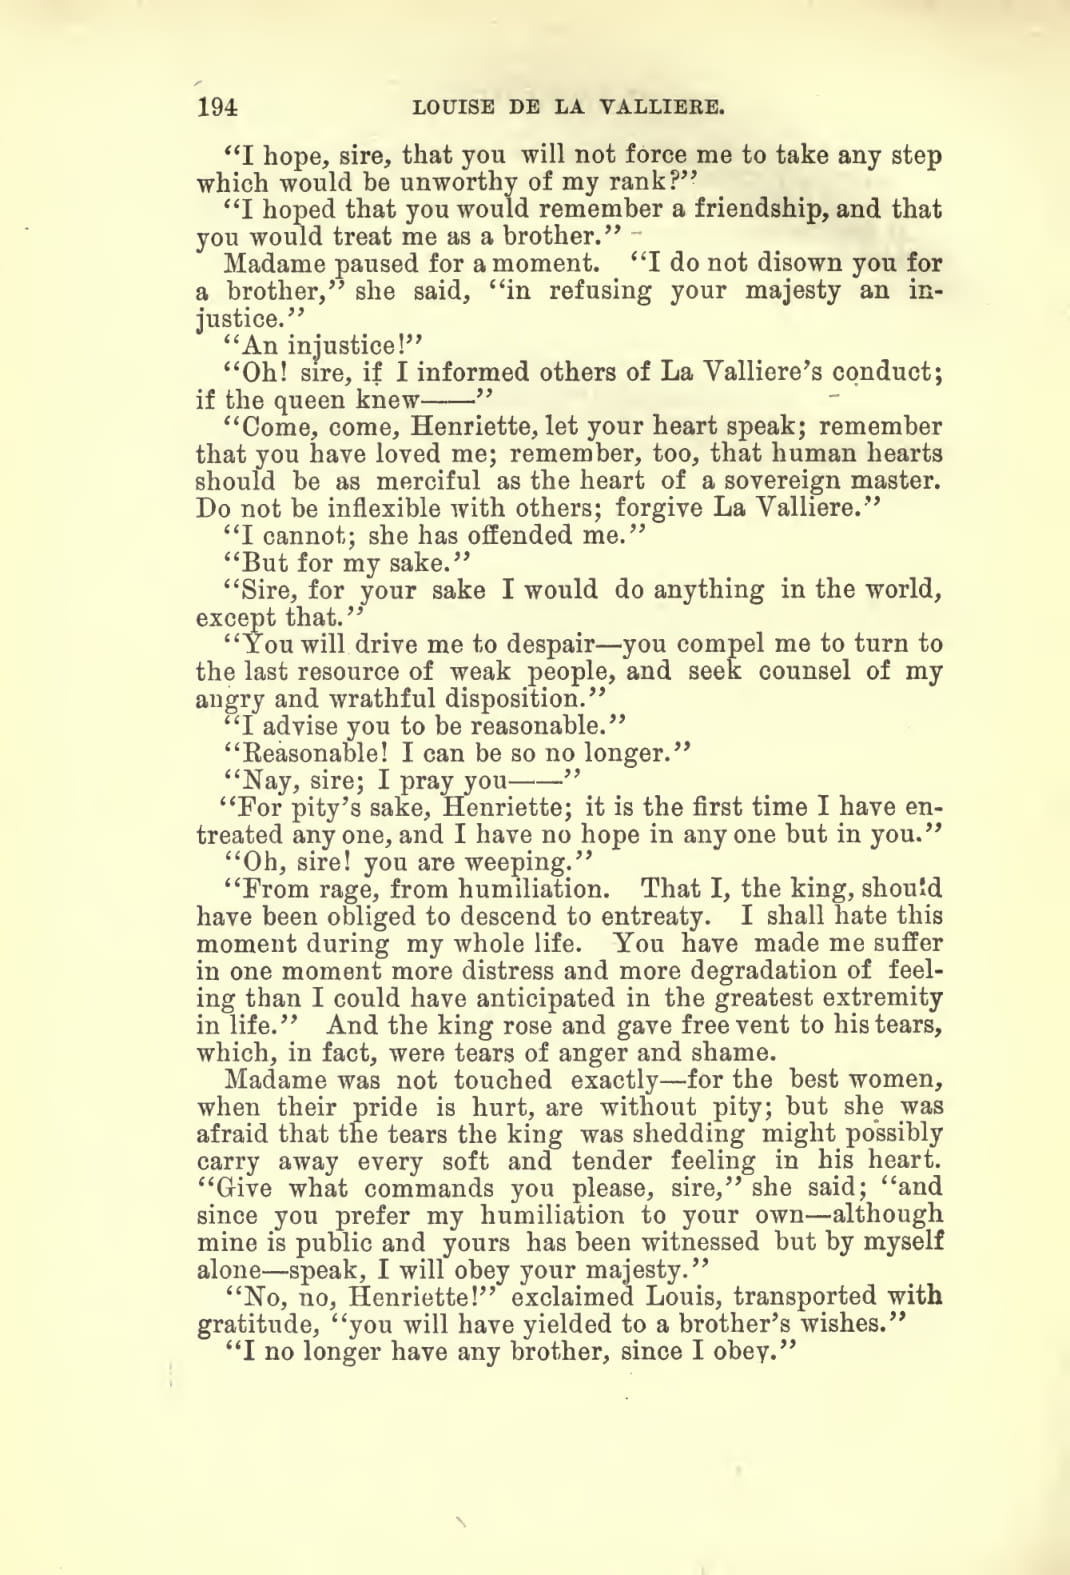 194 LOUISE DE LA VALLIERE.
“I hope, sire, that you will not force me to take any step
which would be unworthy of my rank?”
“I hoped that you would remember a friendship, and that
you would treat me as a brother.”
Madame paused for a moment. “I do not disown you for
a brother,” she said, “in refusing your majesty an in-
justice.”
“An injustice!”
“Oh! sire, if I informed others of La Valliere’s conduct;
if the queen knew——”
“Come, come, Henriette, let your heart speak; remember
that you have loved me; remember, too, that human hearts
should be as merciful as the heart of a sovereign master.
Do not be inflexible with others; forgive La Valliere.”
“I cannot; she has offended me.”
“But for my sake.”
“Sire, for your sake I would do anything in the world,
except that.”
“You will drive me to despair—you compel me to turn to
the last resource of weak people, and seek counsel of my
angry and wrathful disposition.”
“I advise you to be reasonable.”
“Reasonable! I can be so no longer.”
“Nay, sire; I pray you——”
“For pity’s sake, Henriette; it is the first time I have en-
treated any one, and I have no hope in any one but in you.”
“Oh, sire! you are weeping.”
“From rage, from humiliation. That I, the king, should
have been obliged to descend to entreaty. I shall hate this
moment during my whole life. You have made me suffer
in one moment more distress and more degradation of feel-
ing than I could have anticipated in the greatest extremity
in life.” And the king rose and gave free vent to his tears,
which, in fact, were tears of anger and shame.
Madame was not touched exactly—for the best women,
when their pride is hurt, are without pity; but she was
afraid that the tears the king was shedding might possibly
carry away every soft and tender feeling in his heart.
“Give what commands you please, sire,” she said; “and
since you prefer my humiliation to your own—although
mine is public and yours has been witnessed but by myself
alone—speak, I will obey your majesty.”
“No, no, Henriette!” exclaimed Louis, transported with
gratitude, “you will have yielded to a brother’s wishes.”
“I no longer have any brother, since I obey.”